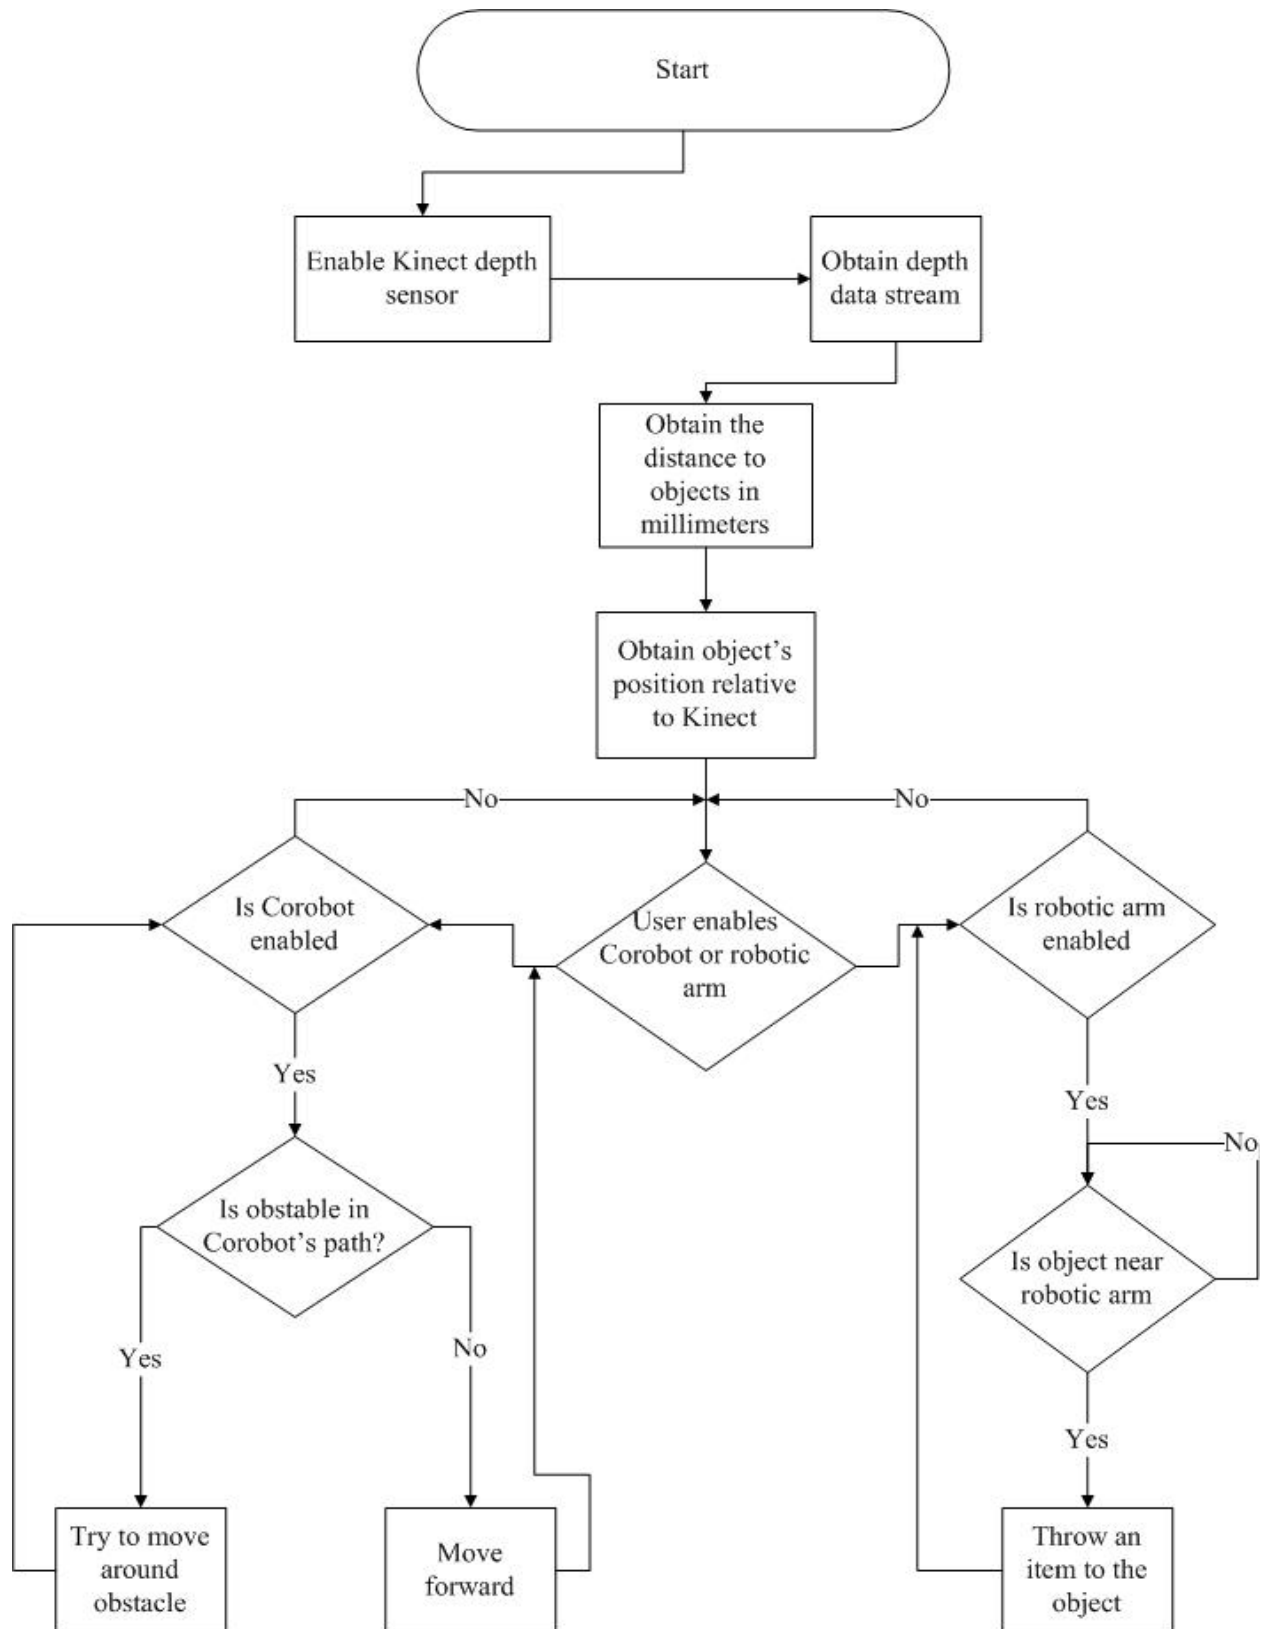 Start
Enable Kinect depth
sensor
Obtain depth
data stream
Obtain the
distance to
objects in
millimeters
Obtain object’s
position relative
to Kinect
No
No
Is Corobot
enabled
User enables
Corobot or robotic
arm
Is robotic arm
enabled
Yes
Yes
No
Is obstable in
Corobot’s path?
Is object near
robotic arm
Yes
No
Yes
Try to move
around
obstacle
Move
forward
Throw an
item to the
object